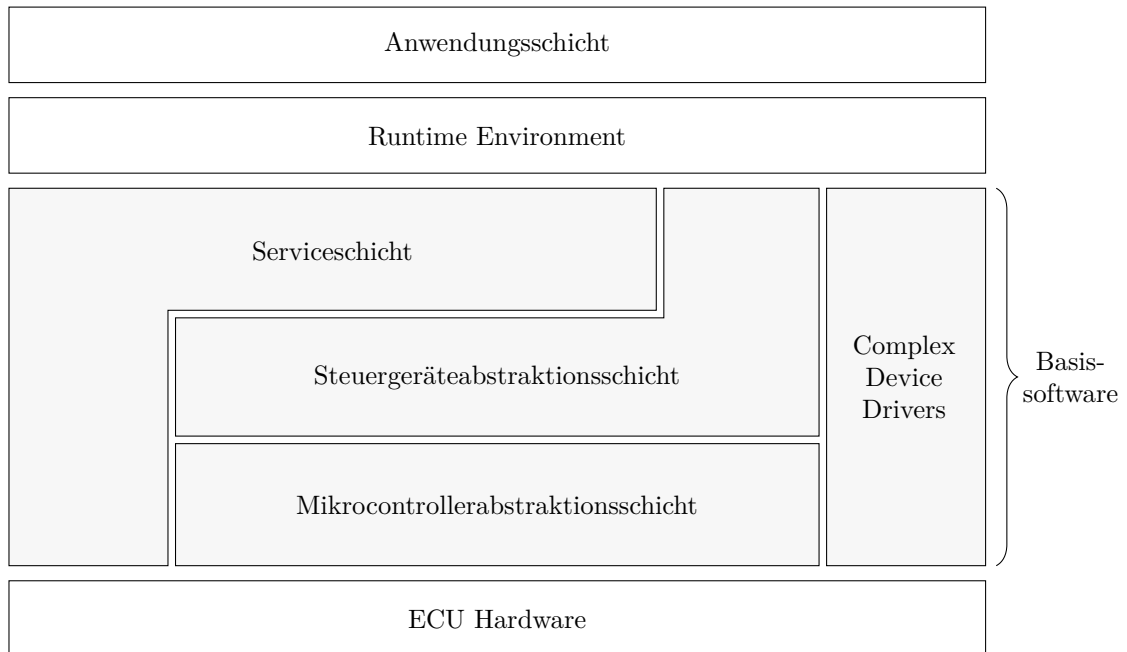 Anwendungsschicht
Runtime Environment
Serviceschicht
Steuergeräteabstraktionsschicht
Mikrocontrollerabstraktionsschicht
Complex
Device
Drivers
Basis-
software
ECU Hardware